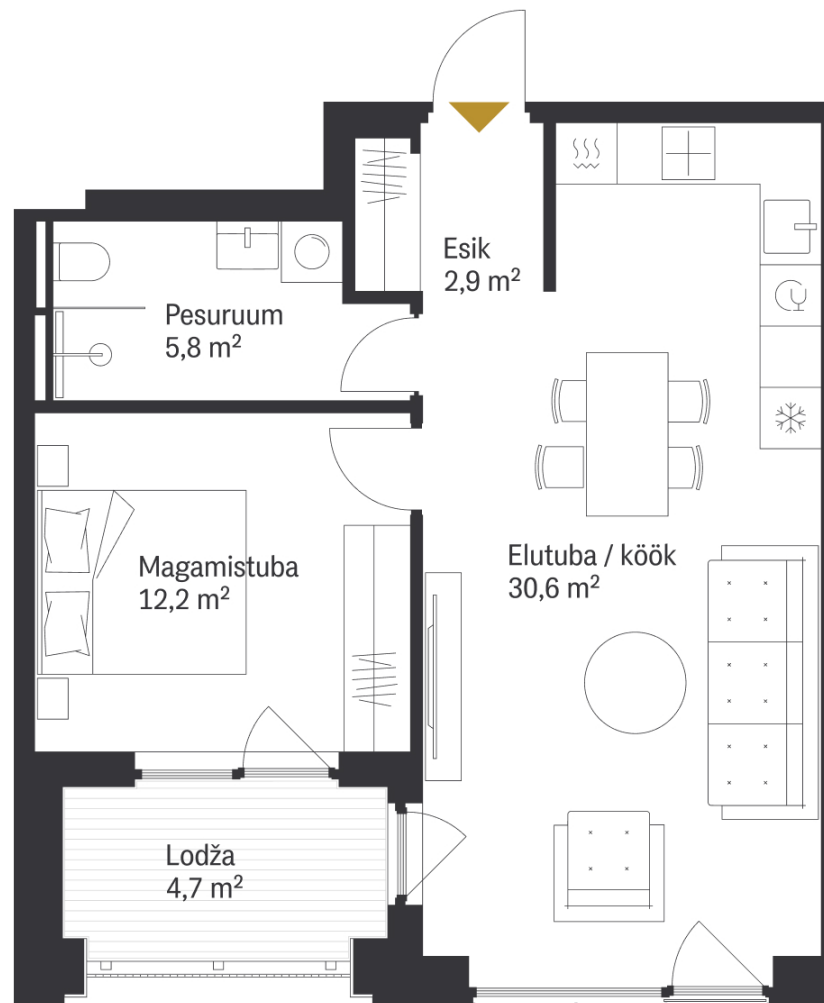 Esik
2,9 m²
Pesuruum
5,8 m²
Magamistuba
12,2 m²
Elutuba / köök
30,6 m²
Lodža
4,7 m²